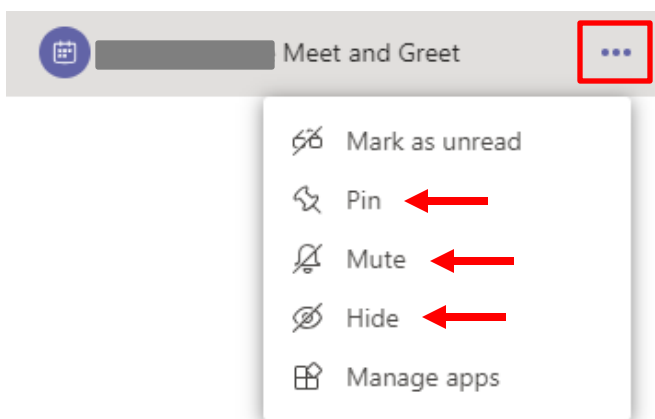 Meet and Greet
Mark as unread
Pin
Mute
Hide
Manage apps